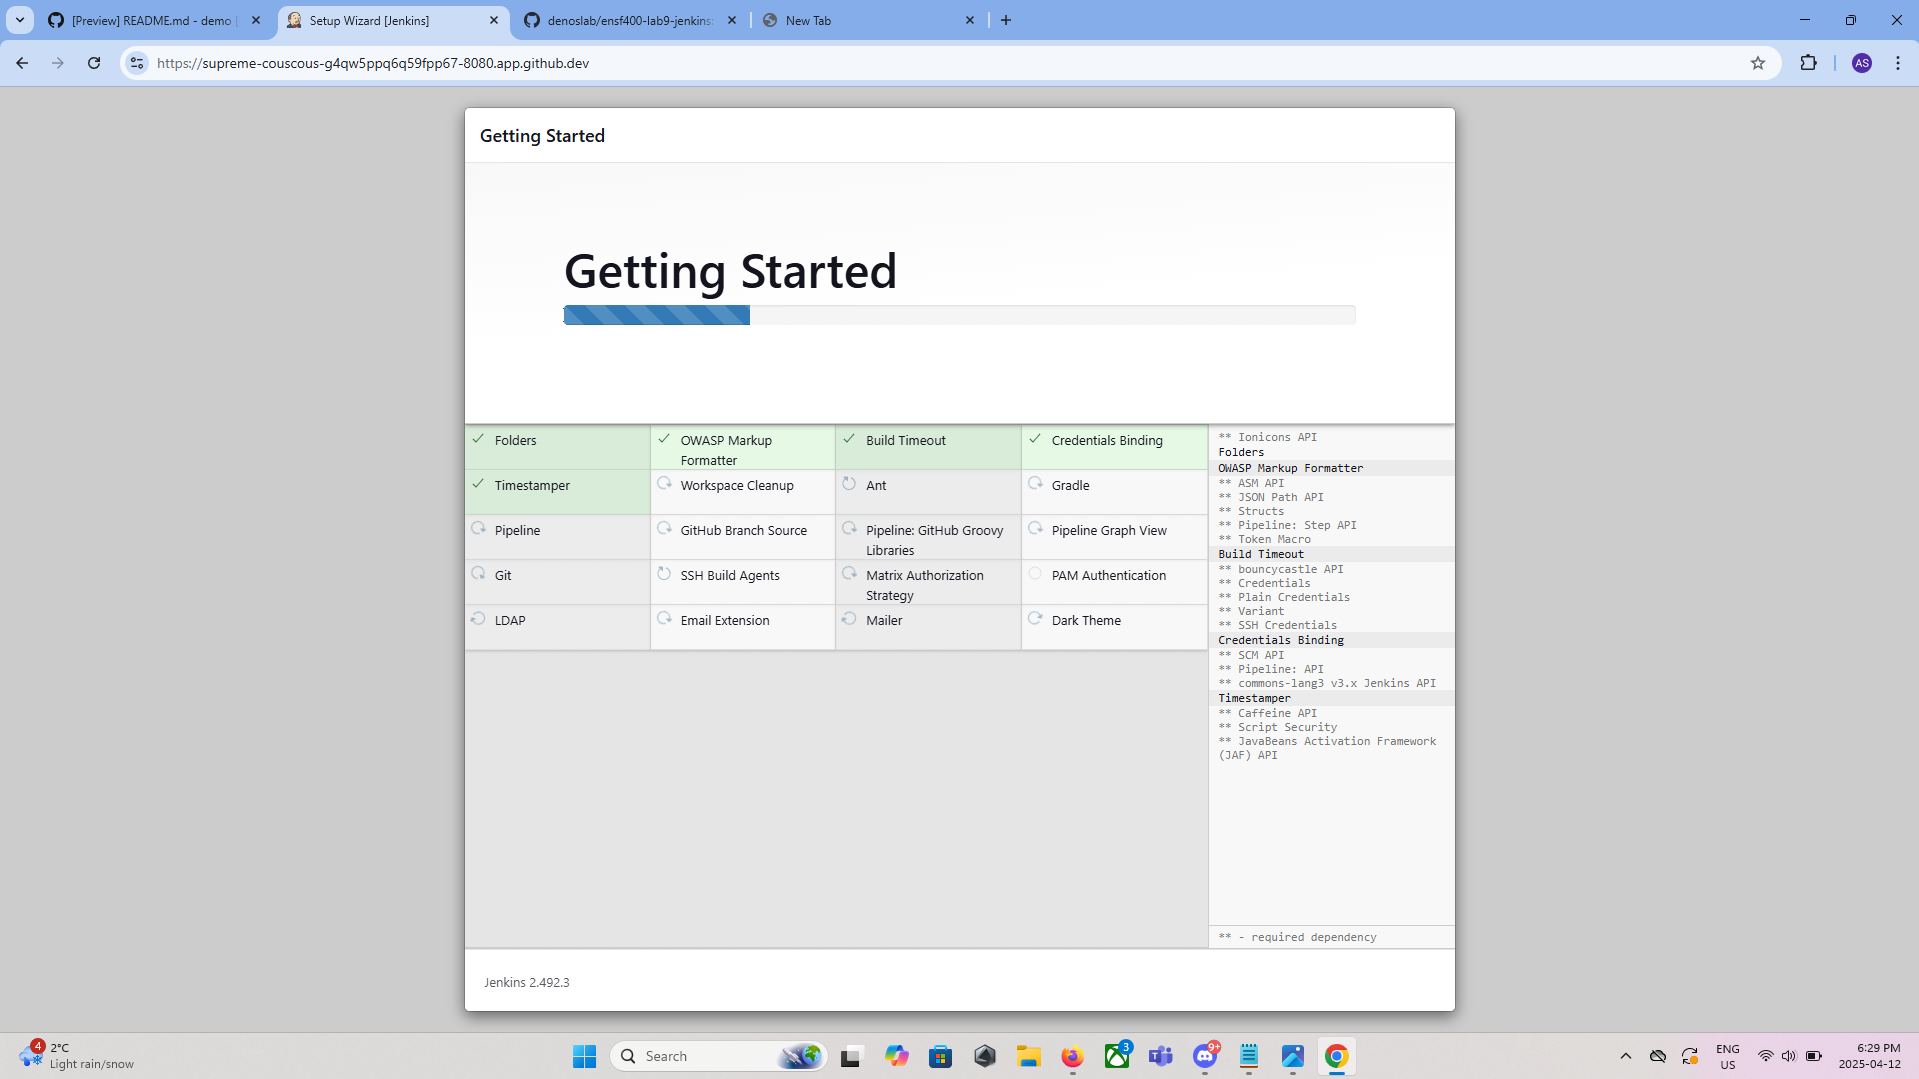 [Preview] README.md - demo
Setup Wizard [Jenkins]
denoslab/ensf400-lab9-jenkins
New Tab
https://supreme-couscous-g4qw5ppq6q59fpp67-8080.app.github.dev
AS
Getting Started
Getting Started
Folders
OWASP Markup
Formatter
Build Timeout
Credentials Binding
Timestamper
Workspace Cleanup
Ant
Gradle
Pipeline
GitHub Branch Source
Pipeline: GitHub Groovy
Libraries
Pipeline Graph View
Git
SSH Build Agents
Matrix Authorization
Strategy
PAM Authentication
LDAP
Email Extension
Mailer
Dark Theme
** Ionicons API
Folders
OWASP Markup Formatter
** ASM API
** JSON Path API
** Structs
** Pipeline: Step API
** Token Macro
Build Timeout
** bouncycastle API
** Credentials
** Plain Credentials
** Variant
** SSH Credentials
Credentials Binding
** SCM API
** Pipeline: API
** commons-lang3 v3.x Jenkins API
Timestamper
** Caffeine API
** Script Security
** JavaBeans Activation Framework
(JAF) API
** - required dependency
Jenkins 2.492.3
4
2°C
Light rain/snow
Search
3
9+
ENG
US
6:29 PM
2025-04-12